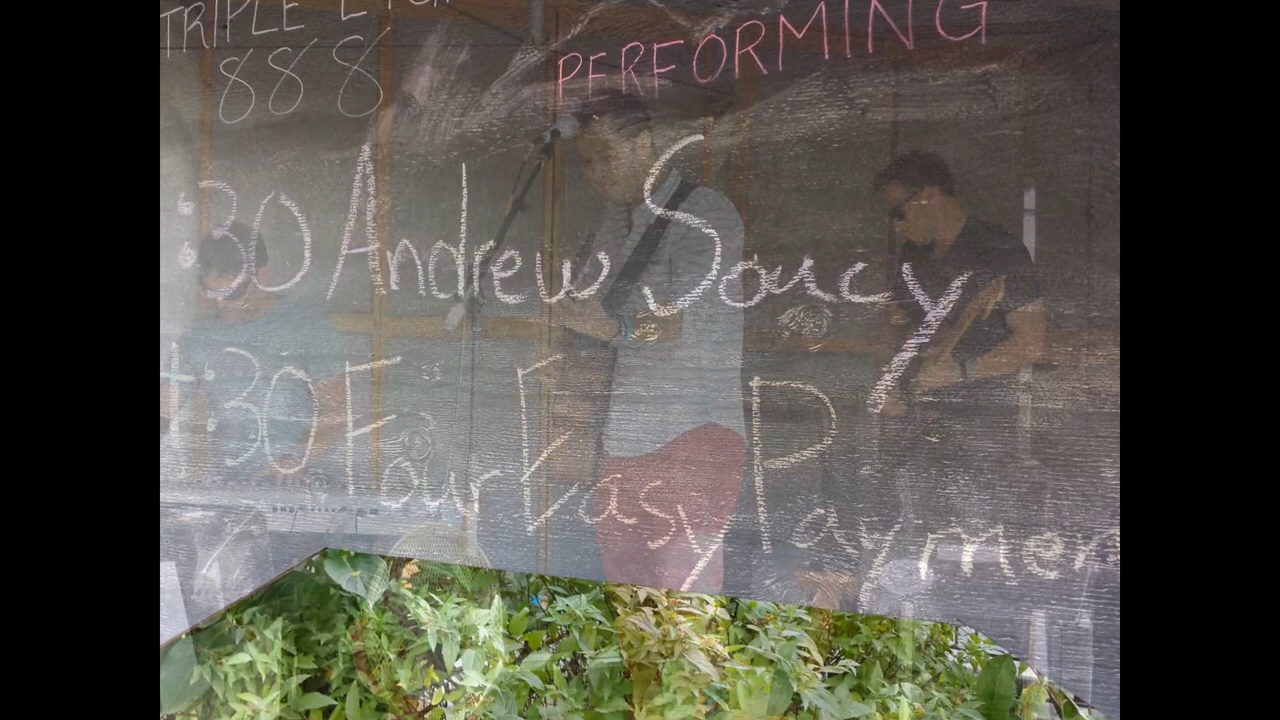 TRIPLE
888
PERFORMING
:30 Andrew Soucy
:30 Four Easy Paymen